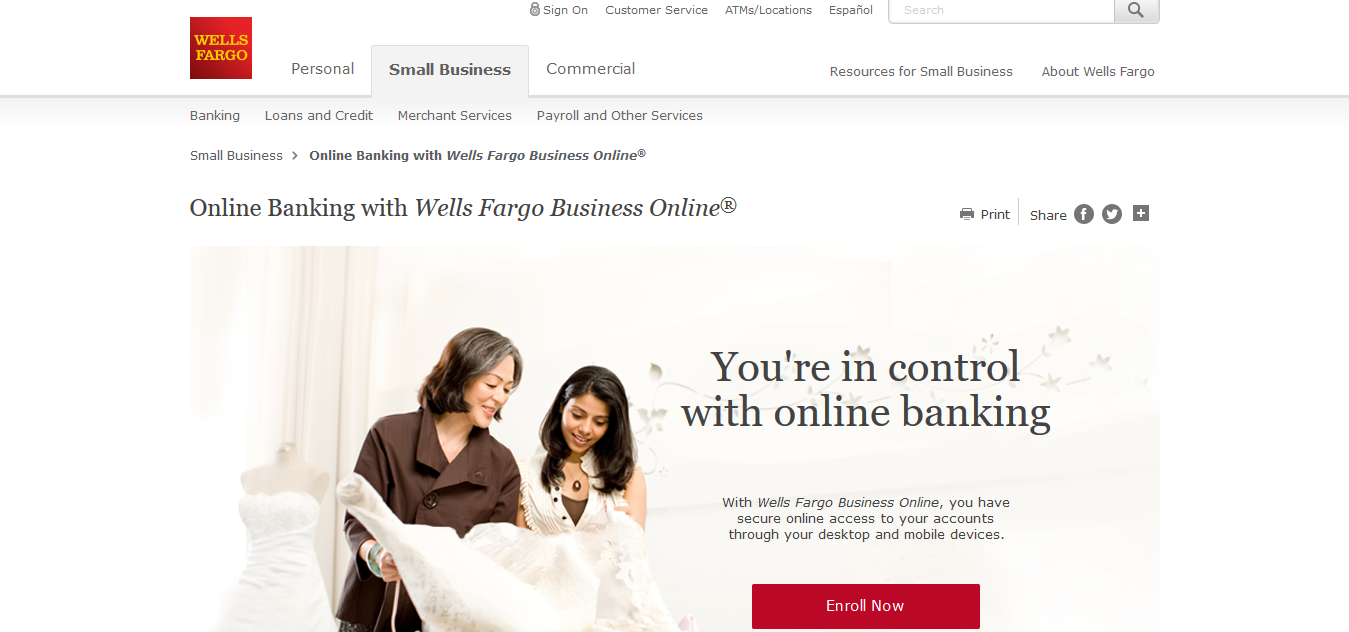 Sign On Customer Service ATMs/Locations Español Search
WELLS
FARGO
Personal Small Business Commercial Resources for Small Business About Wells Fargo
Banking Loans and Credit Merchant Services Payroll and Other Services
Small Business > Online Banking with Wells Fargo Business Online®
Online Banking with Wells Fargo Business Online®
Print Share
You're in control
with online banking
With Wells Fargo Business Online, you have
secure online access to your accounts
through your desktop and mobile devices.
Enroll Now